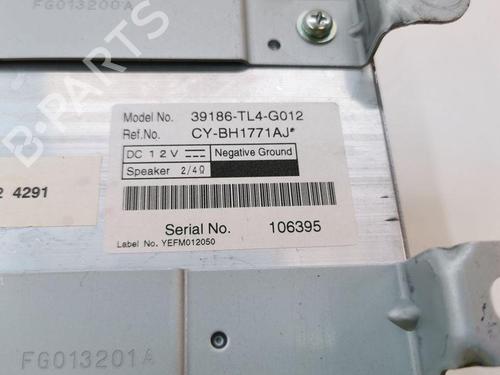 FG013200A
B-PARTS
Model No. 39186-TL4-G012
Ref.No. CY-BH1771AJ*
DC 12V Negative Ground
Speaker 2/4Ω
2 4291
Serial No. 106395
Label No. YEFM012050
FG013201A